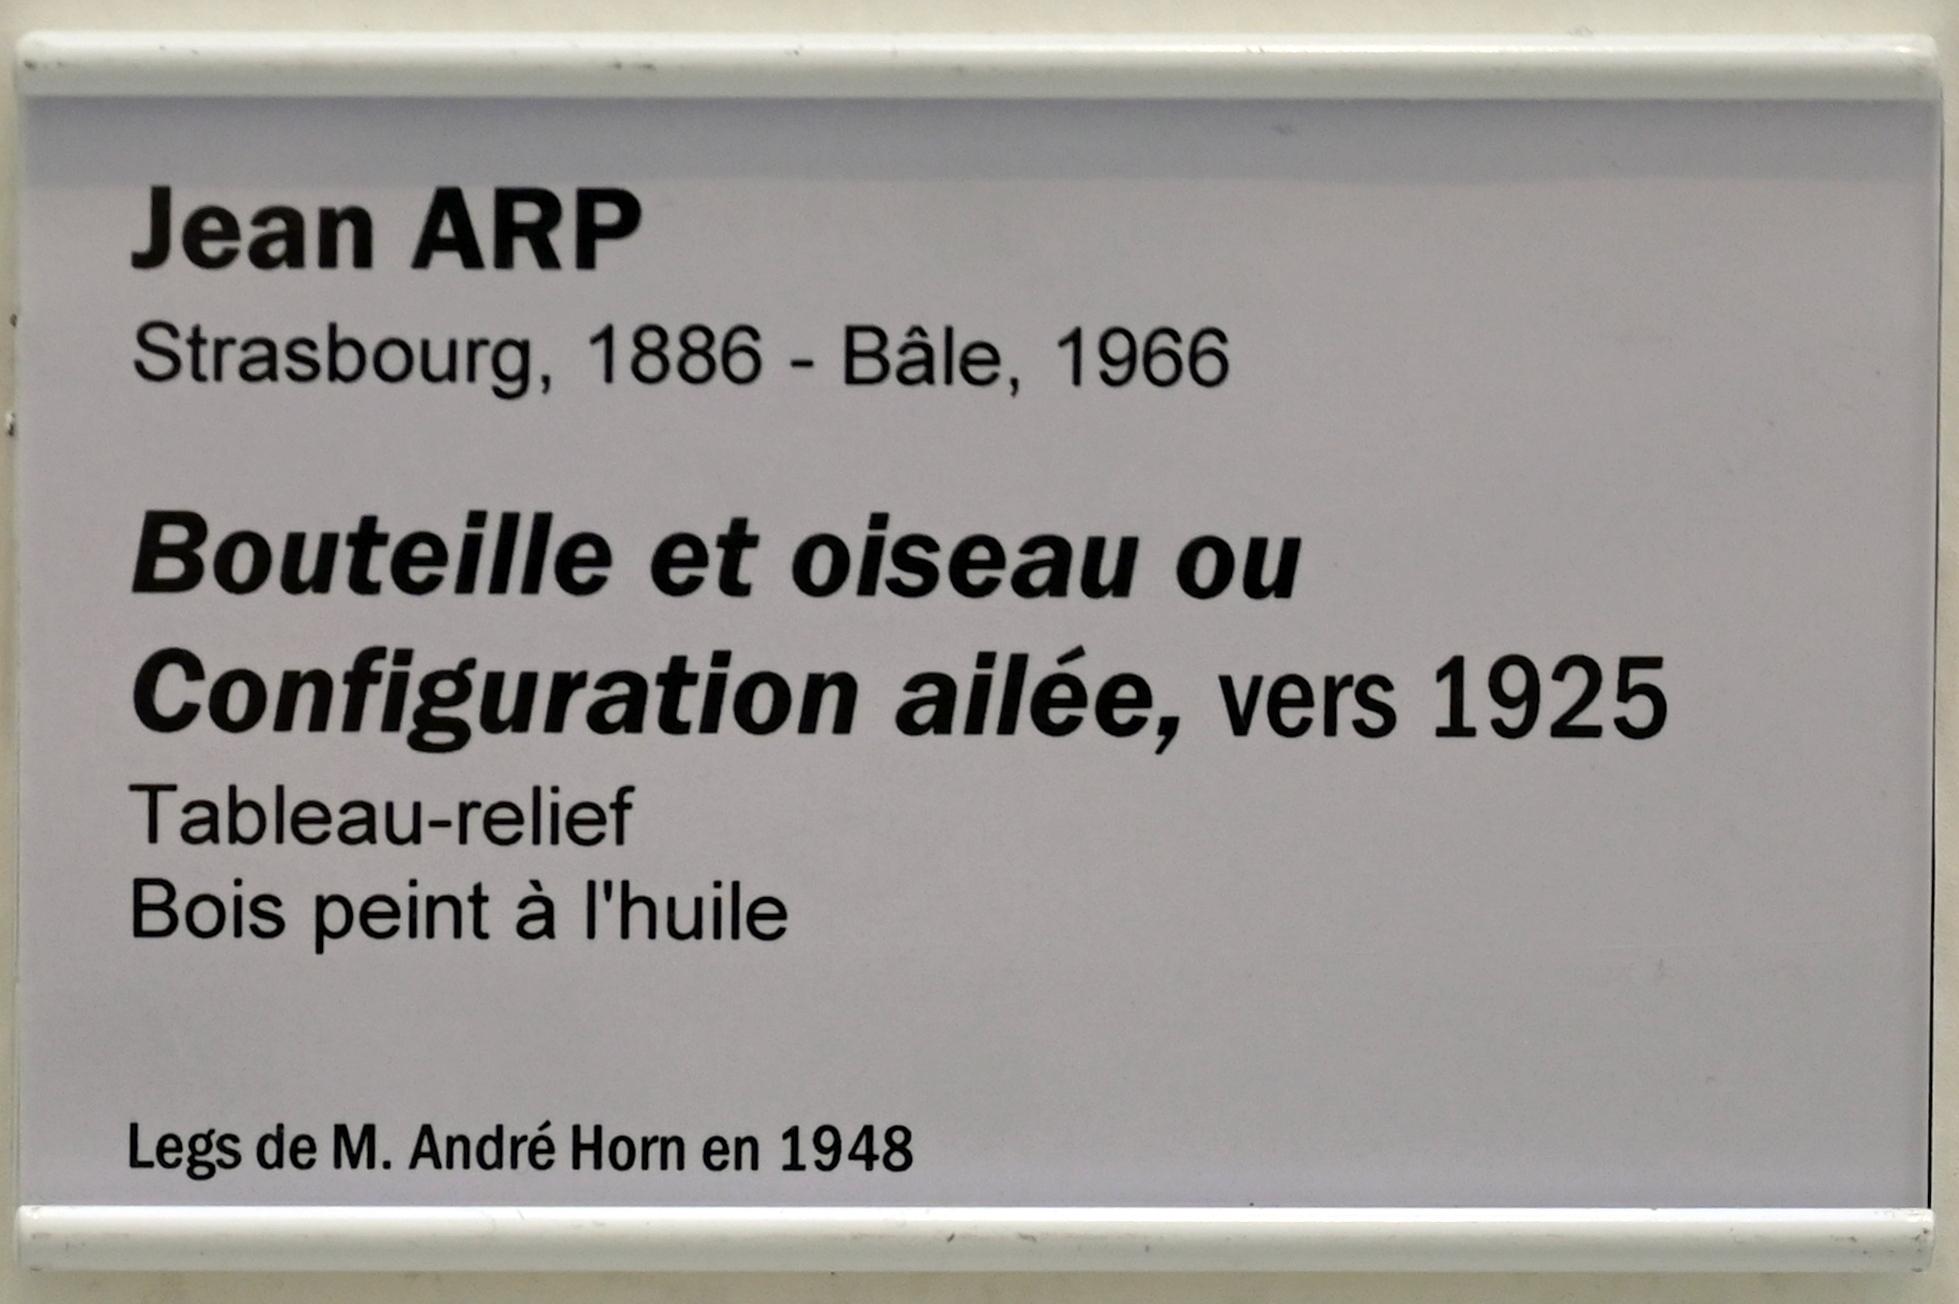 Jean ARP
Strasbourg, 1886 - Bâle, 1966
Bouteille et oiseau ou
Configuration ailée, vers 1925
Tableau-relief
Bois peint à l'huile
Legs de M. André Horn en 1948